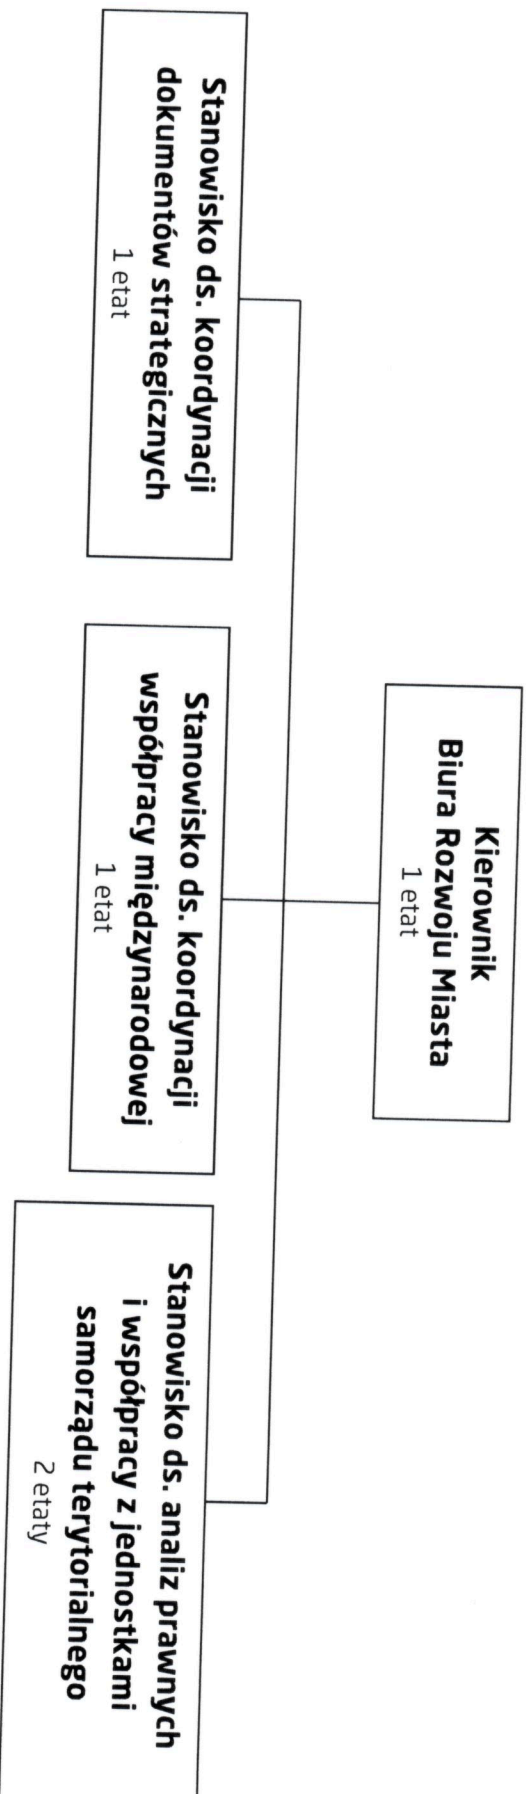 Kierownik
Biura Rozwoju Miasta
1 etat
Stanowisko ds. koordynacji
dokumentów strategicznych
1 etat
Stanowisko ds. koordynacji
współpracy międzynarodowej
1 etat
Stanowisko ds. analiz prawnych
i współpracy z jednostkami
samorządu terytorialnego
2 etaty